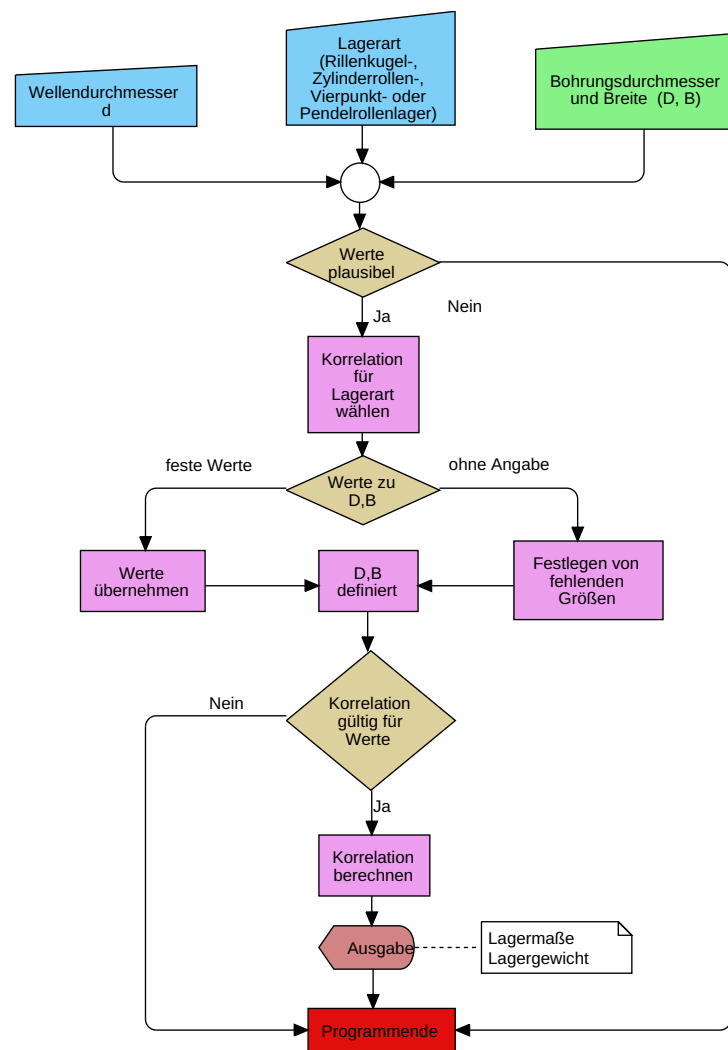 Wellendurchmesser
d
Lagerart
(Rillenkugel-,
Zylinderrollen-,
Vierpunkt- oder
Pendelrollenlager)
Bohrungsdurchmesser
und Breite (D, B)
Werte
plausibel
Nein
Ja
Korrelation
für
Lagerart
wählen
feste Werte
Werte zu
D,B
ohne Angabe
Werte
übernehmen
D,B
definiert
Festlegen von
fehlenden
Größen
Nein
Korrelation
gültig für
Werte
Ja
Korrelation
berechnen
Ausgabe
Lagermaße
Lagergewicht
Programmende